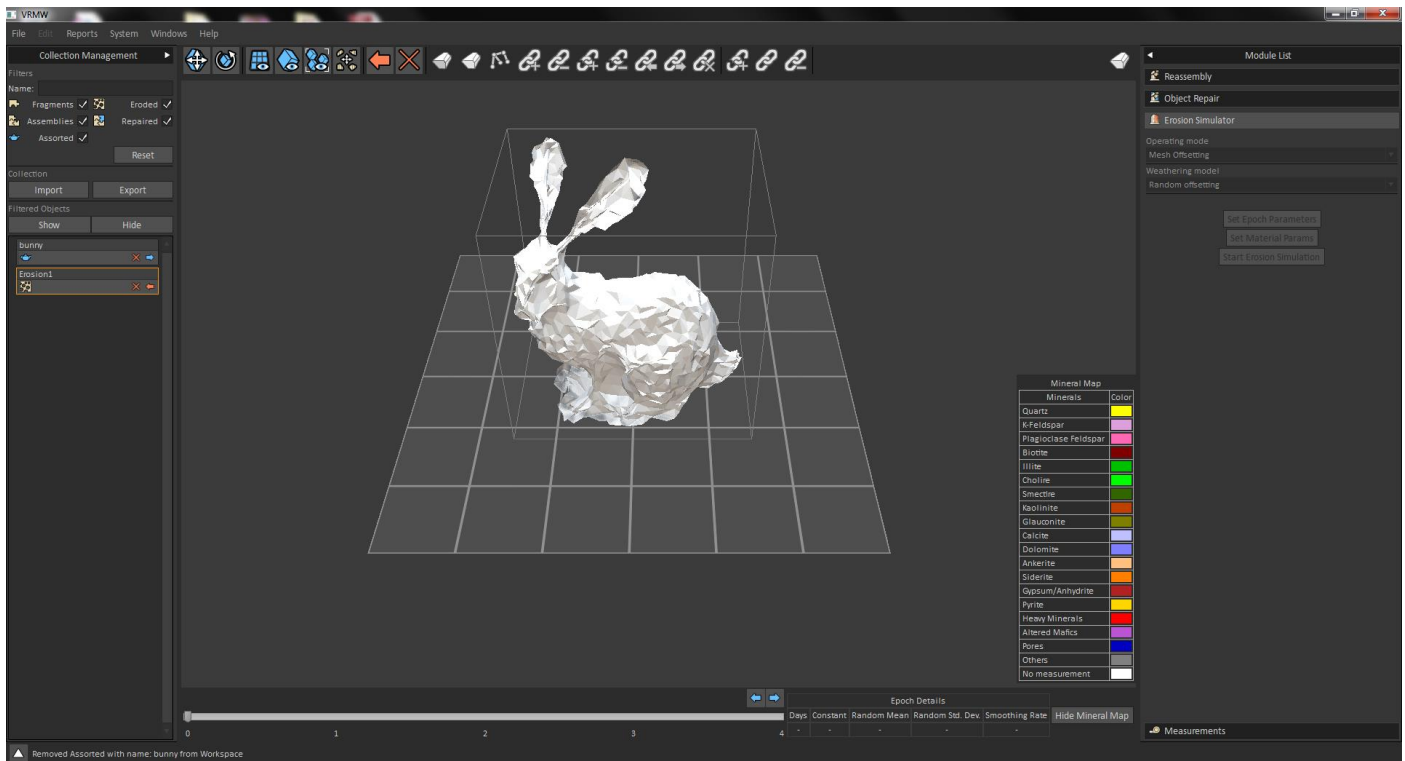 VRMW
File Edit Reports System Windows Help
Collection Management
Filters
Name:
Fragments Eroded
Assemblies Repaired
Assorted
Reset
Collection
Import Export
Filtered Objects
Show Hide
bunny
Erosion1
Module List
Reassembly
Object Repair
Erosion Simulator
Operating mode
Mesh Offsetting
Weathering model
Random offsetting
Set Epoch Parameters
Set Material Params
Start Erosion Simulation
Mineral Map
Minerals Color
Quartz
K-Feldspar
Plagioclase Feldspar
Biotite
Illite
Cholire
Smectire
Kaolinite
Glauconite
Calcite
Dolomite
Ankerite
Siderite
Gypsum/Anhydrite
Pyrite
Heavy Minerals
Altered Mafics
Pores
Others
No measurement
Epoch Details
Days Constant Random Mean Random Std. Dev. Smoothing Rate Hide Mineral Map
- - - - -
0 1 2 3 4
Measurements
Removed Assorted with name: bunny from Workspace